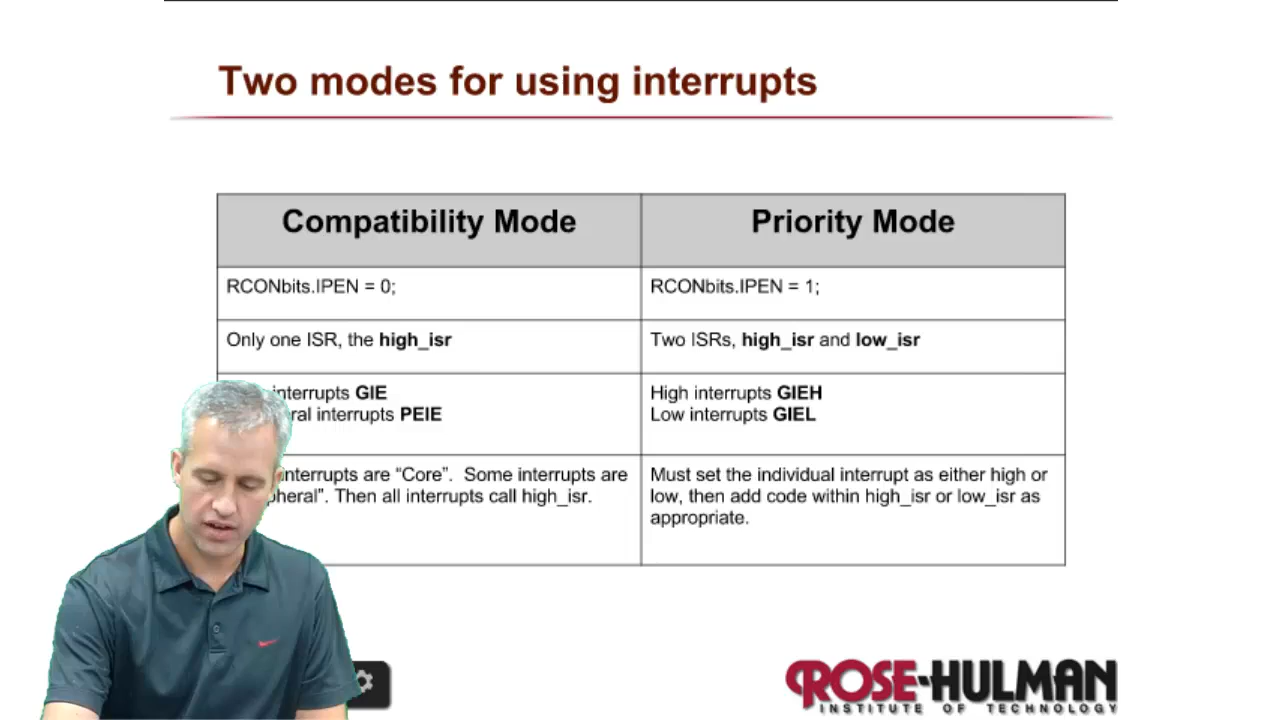 Two modes for using interrupts
Compatibility Mode
Priority Mode
RCONbits.IPEN = 0;
RCONbits.IPEN = 1;
Only one ISR, the high_isr
Two ISRs, high_isr and low_isr
interrupts GIE
interrupts PEIE
High interrupts GIEH
Low interrupts GIEL
interrupts are “Core”. Some interrupts are
Then all interrupts call high_isr.
Must set the individual interrupt as either high or
low, then add code within high_isr or low_isr as
appropriate.
ROSE-HULMAN
INSTITUTE OF TECHNOLOGY